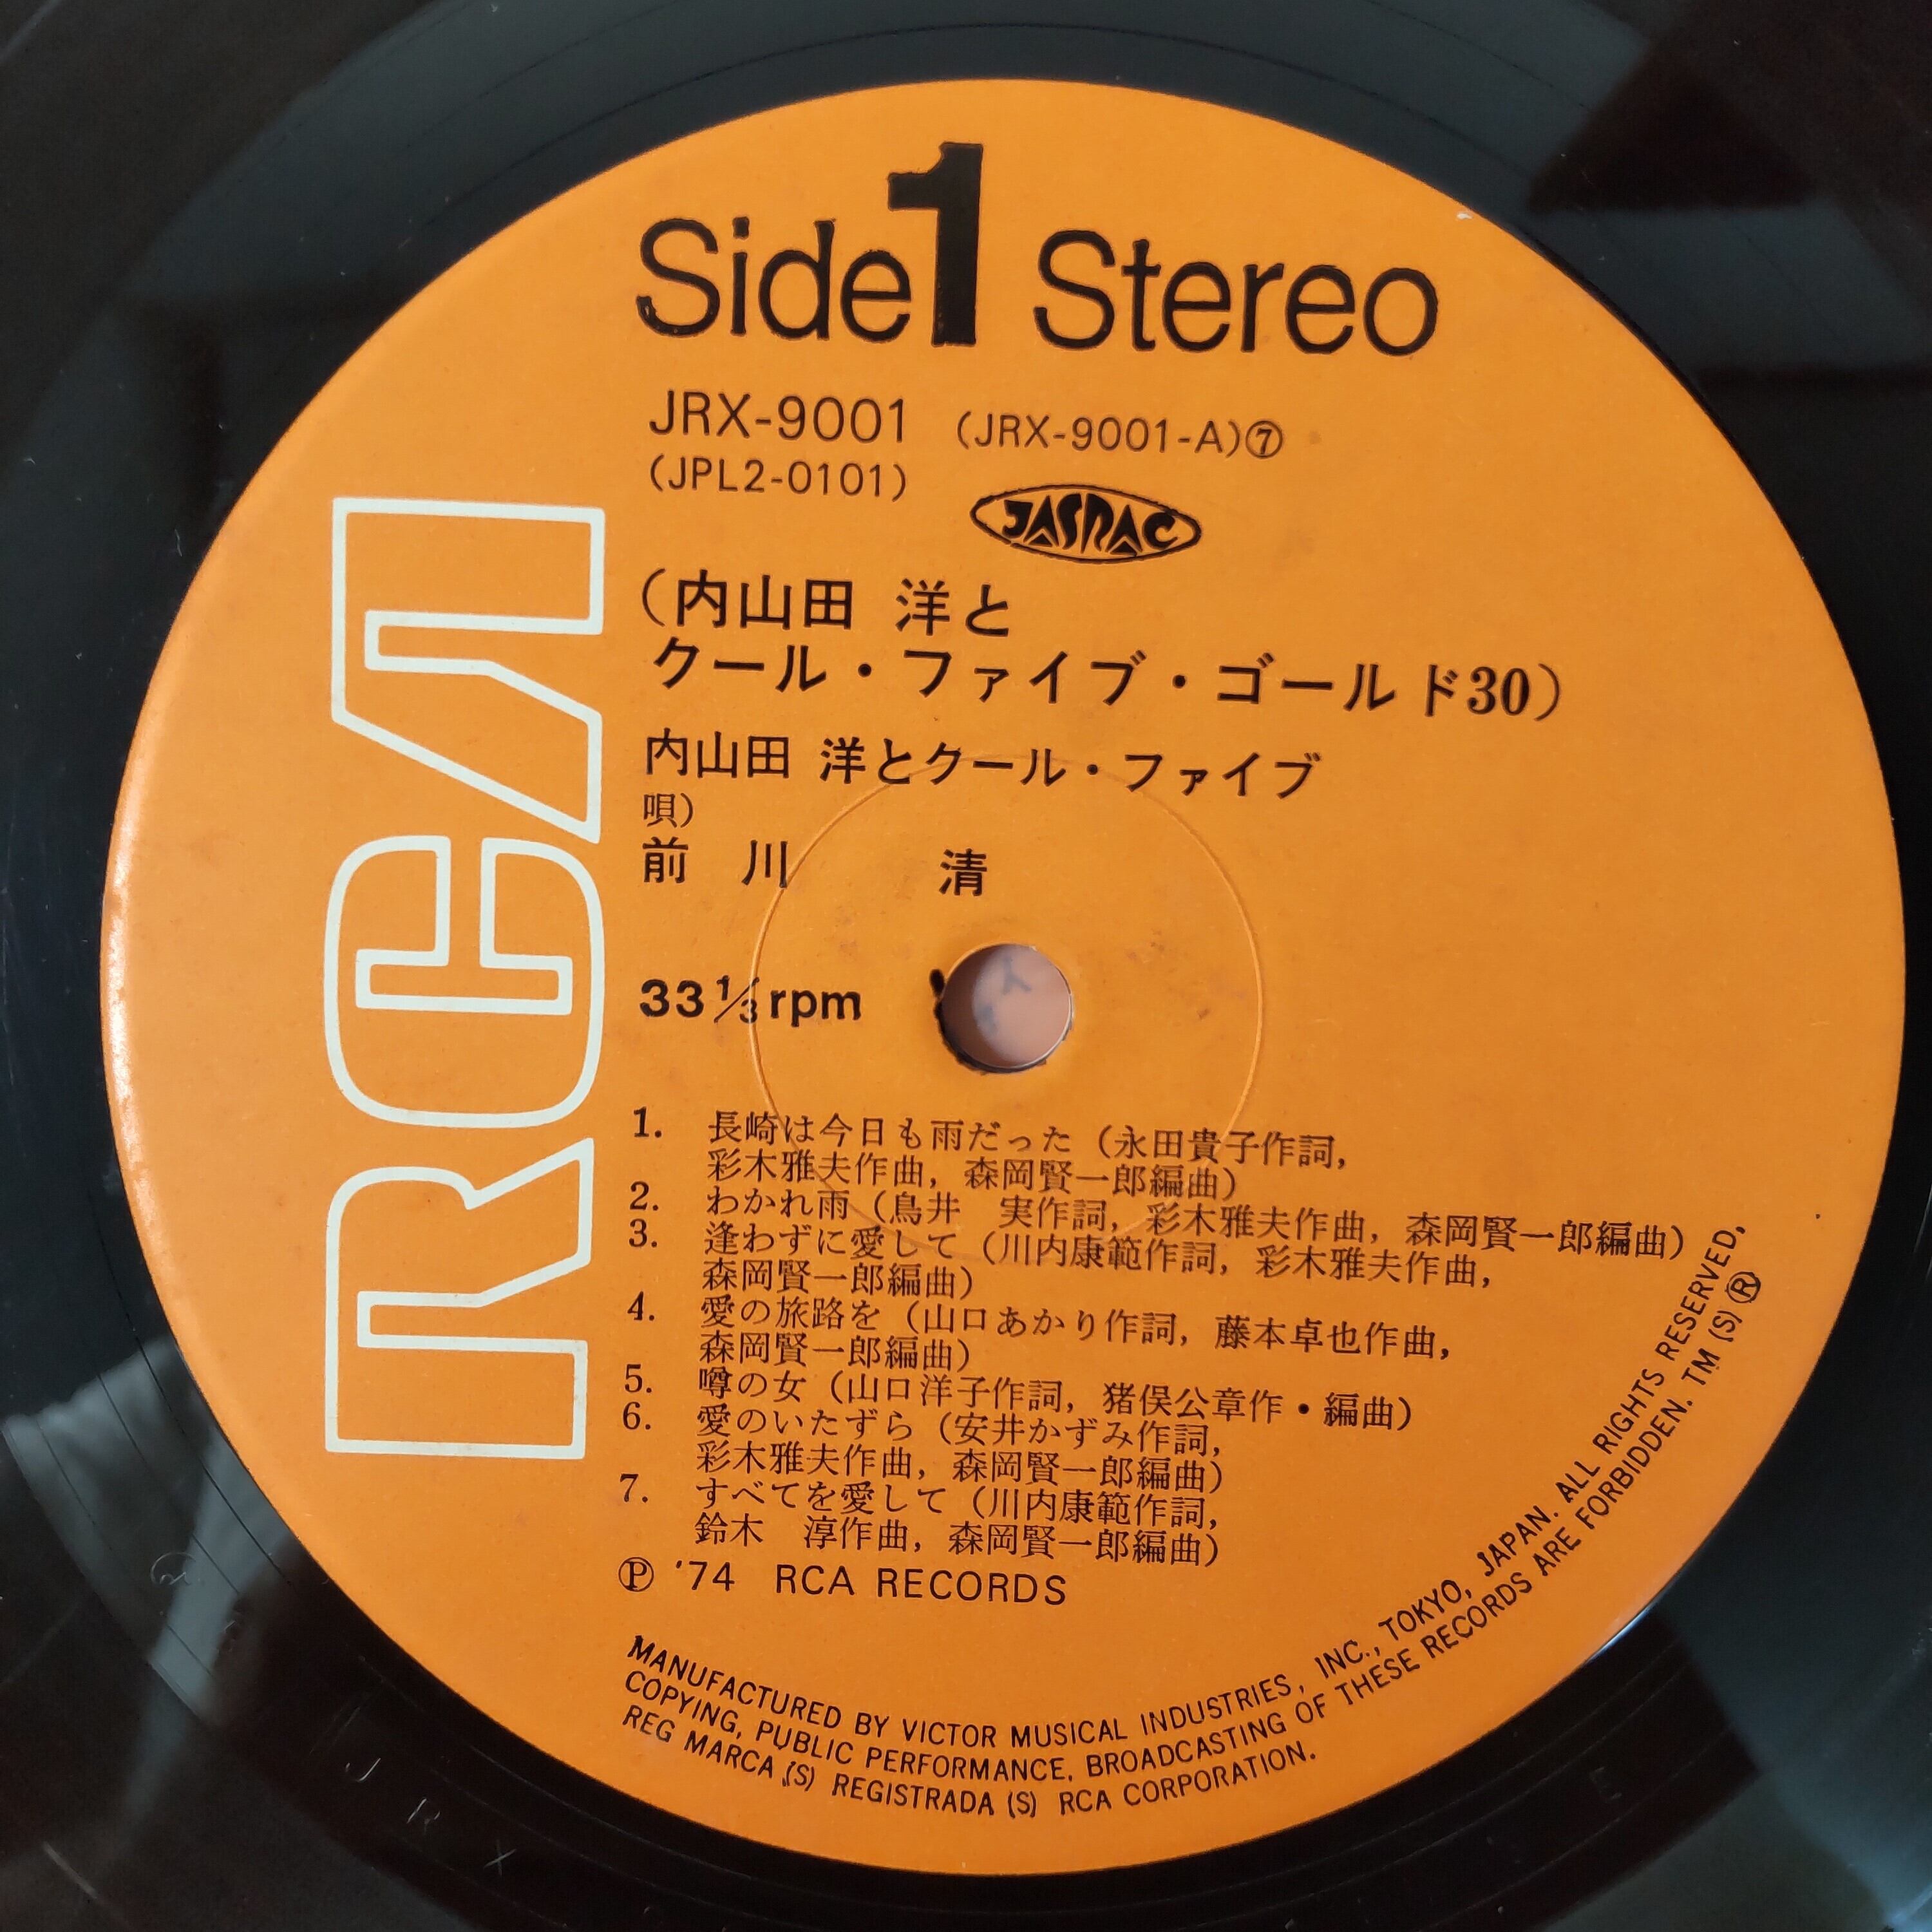 Side 1 Stereo
JRX-9001 (JRX-9001-A)⑦
(JPL2-0101)
JASRAC
RCA
(内山田 洋と
クール・ファイブ・ゴールド30)
内山田 洋とクール・ファイブ
唄)
前 川 清
33 1/3 rpm
1. 長崎は今日も雨だった (永田貴子作詞,
彩木雅夫作曲, 森岡賢一郎編曲)
2. わかれ雨 (鳥井 実作詞, 彩木雅夫作曲, 森岡賢一郎編曲)
3. 逢わずに愛して (川内康範作詞, 彩木雅夫作曲,
森岡賢一郎編曲)
4. 愛の旅路を (山口あかり作詞, 藤本卓也作曲,
森岡賢一郎編曲)
5. 噂の女 (山口洋子作詞, 猪俣公章作・編曲)
6. 愛のいたずら (安井かずみ作詞,
彩木雅夫作曲, 森岡賢一郎編曲)
7. すべてを愛して (川内康範作詞,
鈴木 淳作曲, 森岡賢一郎編曲)
Ⓟ '74 RCA RECORDS
MANUFACTURED BY VICTOR MUSICAL INDUSTRIES, INC., TOKYO, JAPAN. ALL RIGHTS RESERVED,
COPYING, PUBLIC PERFORMANCE, BROADCASTING OF THESE RECORDS ARE FORBIDDEN. TM (S) ®
REG MARCA (S) REGISTRADA (S) RCA CORPORATION.
J R X